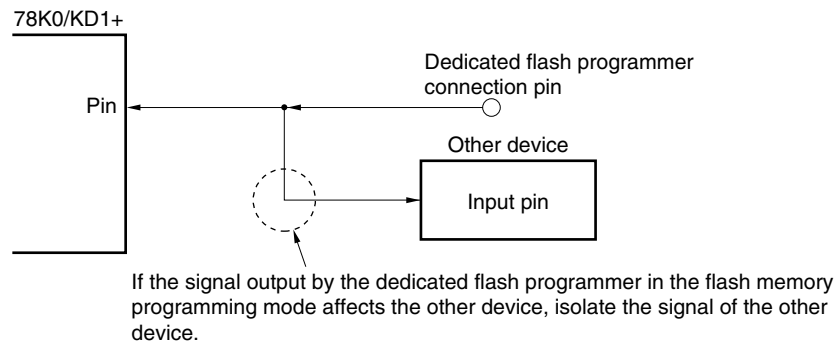 78K0/KD1+
Dedicated flash programmer
connection pin
Pin
Other device
Input pin
If the signal output by the dedicated flash programmer in the flash memory
programming mode affects the other device, isolate the signal of the other
device.